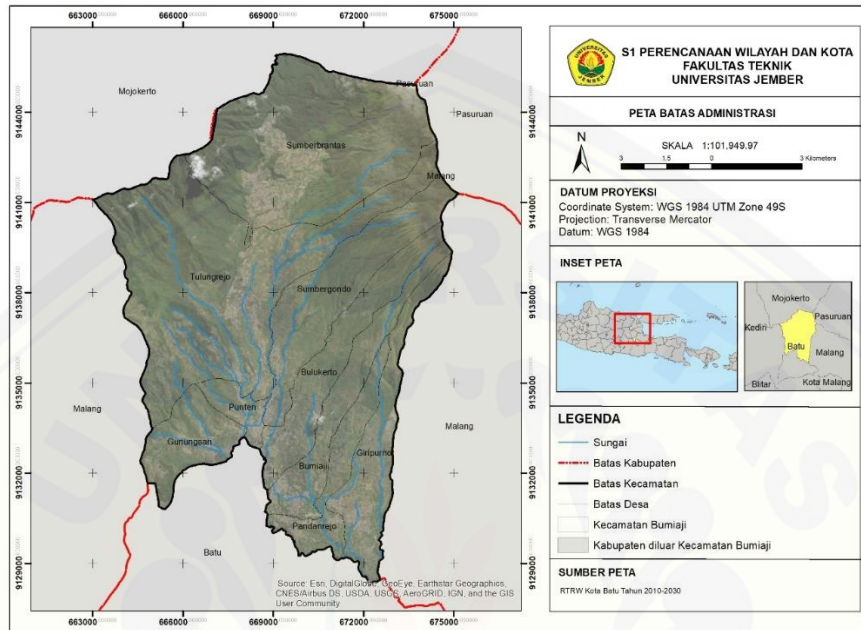 663000 666000 669000 672000 675000
9144000
9141000
9138000
9135000
9132000
9129000
Mojokerto
Pasuruan
Pasuruan
Sumberbrantas
Malang
Tulungrejo
Sumbergondo
Bulukerto
Punten
Malang
Malang
Gunungsari
Giripurno
Bumiaji
Pandanrejo
Batu
Source: Esri, DigitalGlobe, GeoEye, Earthstar Geographics,
CNES/Airbus DS, USDA, USGS, AeroGRID, IGN, and the GIS
User Community
9144000
9141000
9138000
9135000
9132000
9129000
663000 666000 669000 672000 675000
UNIVERSITAS
JEMBER
S1 PERENCANAAN WILAYAH DAN KOTA
FAKULTAS TEKNIK
UNIVERSITAS JEMBER
PETA BATAS ADMINISTRASI
N
SKALA 1:101,949.97
3 1,5 0 3 Kilometers
DATUM PROYEKSI
Coordinate System: WGS 1984 UTM Zone 49S
Projection: Transverse Mercator
Datum: WGS 1984
INSET PETA
Mojokerto
Pasuruan
Kediri
Batu
Malang
Blitar
Kota Malang
LEGENDA
Sungai
Batas Kabupaten
Batas Kecamatan
Batas Desa
Kecamatan Bumiaji
Kabupaten diluar Kecamatan Bumiaji
SUMBER PETA
RTRW Kota Batu Tahun 2010-2030